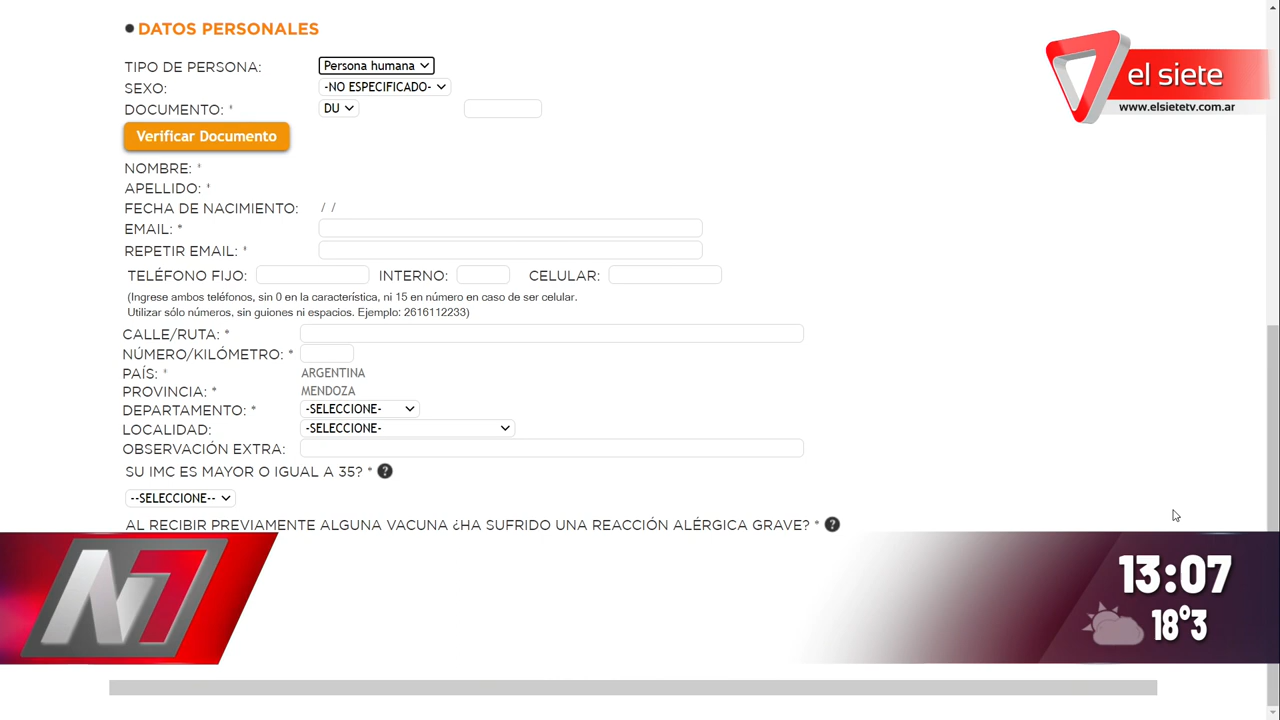 DATOS PERSONALES
TIPO DE PERSONA: Persona humana
SEXO: -NO ESPECIFICADO-
DOCUMENTO: * DU
Verificar Documento
NOMBRE: *
APELLIDO: *
FECHA DE NACIMIENTO: / /
EMAIL: *
REPETIR EMAIL: *
TELÉFONO FIJO: INTERNO: CELULAR:
(Ingrese ambos teléfonos, sin 0 en la característica, ni 15 en número en caso de ser celular.
Utilizar sólo números, sin guiones ni espacios. Ejemplo: 2616112233)
CALLE/RUTA: *
NÚMERO/KILÓMETRO: *
PAÍS: * ARGENTINA
PROVINCIA: * MENDOZA
DEPARTAMENTO: * -SELECCIONE-
LOCALIDAD: -SELECCIONE-
OBSERVACIÓN EXTRA:
SU IMC ES MAYOR O IGUAL A 35? * ?
--SELECCIONE--
AL RECIBIR PREVIAMENTE ALGUNA VACUNA ¿HA SUFRIDO UNA REACCIÓN ALÉRGICA GRAVE? * ?
el siete
www.elsietetv.com.ar
N7
13:07
18°3